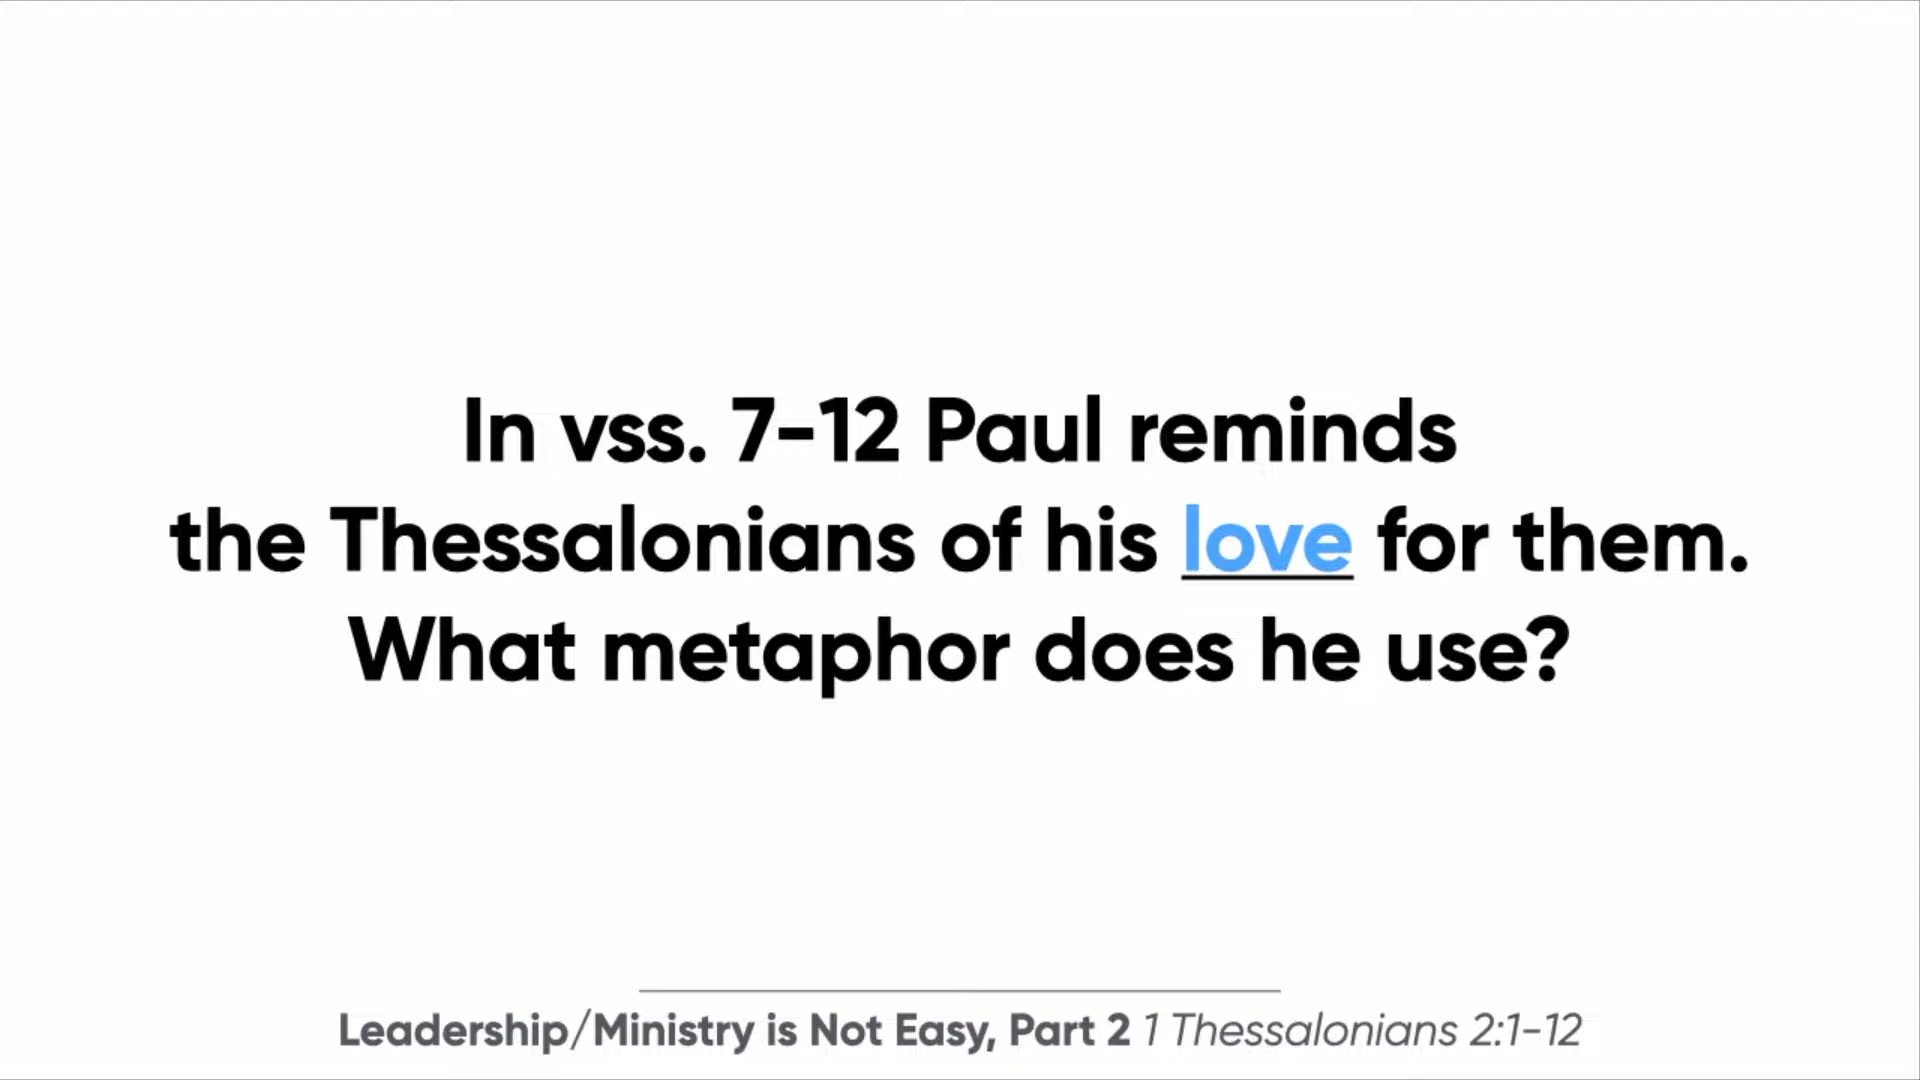 In vss. 7-12 Paul reminds
the Thessalonians of his love for them.
What metaphor does he use?
Leadership/Ministry is Not Easy, Part 2 1 Thessalonians 2:1-12